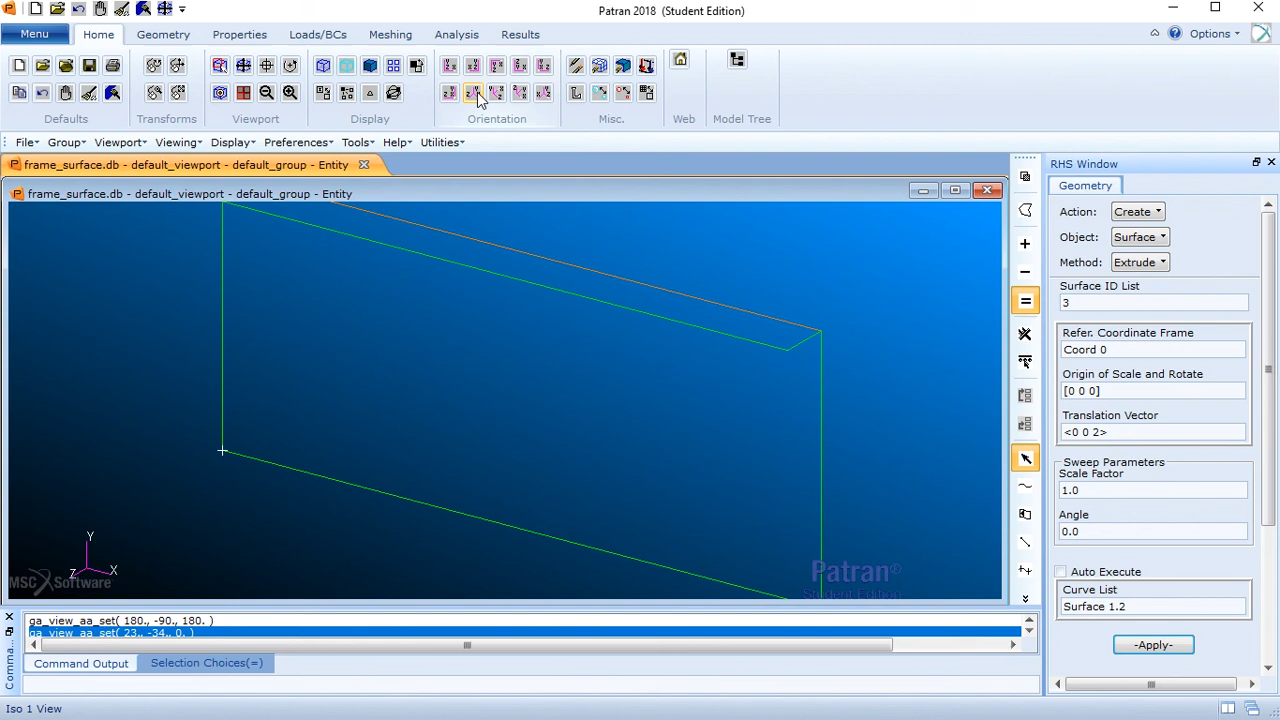 Patran 2018 (Student Edition)
Menu Home Geometry Properties Loads/BCs Meshing Analysis Results Options
Defaults Transforms Viewport Display Orientation Misc. Web Model Tree
File Group Viewport Viewing Display Preferences Tools Help Utilities
frame_surface.db - default_viewport - default_group - Entity
RHS Window
frame_surface.db - default_viewport - default_group - Entity
Geometry
Action: Create
Object: Surface
Method: Extrude
Surface ID List
3
Refer. Coordinate Frame
Coord 0
Origin of Scale and Rotate
[0 0 0]
Translation Vector
<0 0 2>
Sweep Parameters
Scale Factor
1.0
Angle
0.0
Auto Execute
Curve List
Surface 1.2
-Apply-
Y
Z X
MSC Software
Patran®
Student Edition
Comma...
ga_view_aa_set( 180., -90., 180. )
ga_view_aa_set( 23., -34., 0. )
Command Output Selection Choices(=)
Iso 1 View